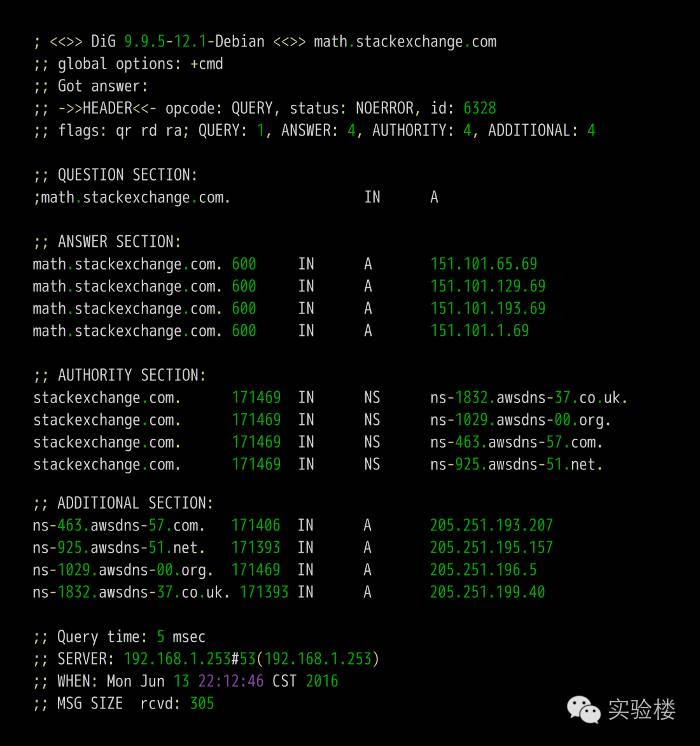 ; <<>> DiG 9.9.5-12.1-Debian <<>> math.stackexchange.com
;; global options: +cmd
;; Got answer:
;; ->>HEADER<<- opcode: QUERY, status: NOERROR, id: 6328
;; flags: qr rd ra; QUERY: 1, ANSWER: 4, AUTHORITY: 4, ADDITIONAL: 4
;; QUESTION SECTION:
;math.stackexchange.com. IN A
;; ANSWER SECTION:
math.stackexchange.com. 600 IN A 151.101.65.69
math.stackexchange.com. 600 IN A 151.101.129.69
math.stackexchange.com. 600 IN A 151.101.193.69
math.stackexchange.com. 600 IN A 151.101.1.69
;; AUTHORITY SECTION:
stackexchange.com. 171469 IN NS ns-1832.awsdns-37.co.uk.
stackexchange.com. 171469 IN NS ns-1029.awsdns-00.org.
stackexchange.com. 171469 IN NS ns-463.awsdns-57.com.
stackexchange.com. 171469 IN NS ns-925.awsdns-51.net.
;; ADDITIONAL SECTION:
ns-463.awsdns-57.com. 171406 IN A 205.251.193.207
ns-925.awsdns-51.net. 171393 IN A 205.251.195.157
ns-1029.awsdns-00.org. 171469 IN A 205.251.196.5
ns-1832.awsdns-37.co.uk. 171393 IN A 205.251.199.40
;; Query time: 5 msec
;; SERVER: 192.168.1.253#53(192.168.1.253)
;; WHEN: Mon Jun 13 22:12:46 CST 2016
;; MSG SIZE rcvd: 305
实验楼